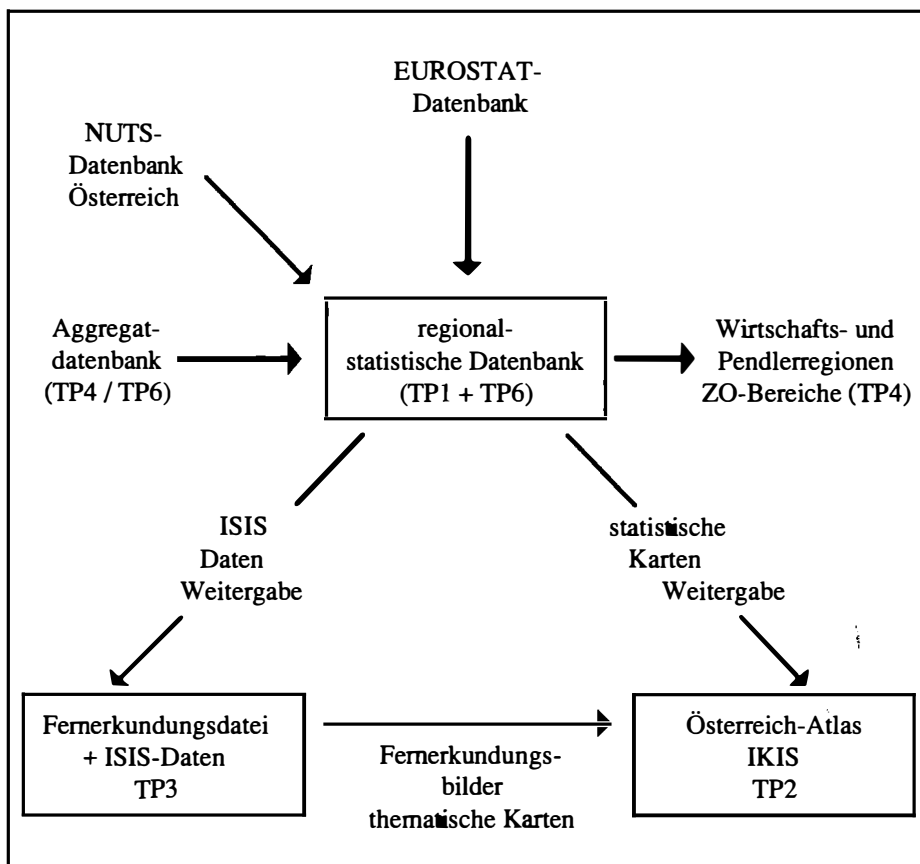 EUROSTAT-
Datenbank
NUTS-
Datenbank
Österreich
Aggregat-
datenbank
(TP4 / TP6)
regional-
statistische Datenbank
(TP1 + TP6)
Wirtschafts- und
Pendlerregionen
ZO-Bereiche (TP4)
ISIS
Daten
Weitergabe
statistische
Karten
Weitergabe
Fernerkundungsdatei
+ ISIS-Daten
TP3
Fernerkundungs-
bilder
thematische Karten
Österreich-Atlas
IKIS
TP2